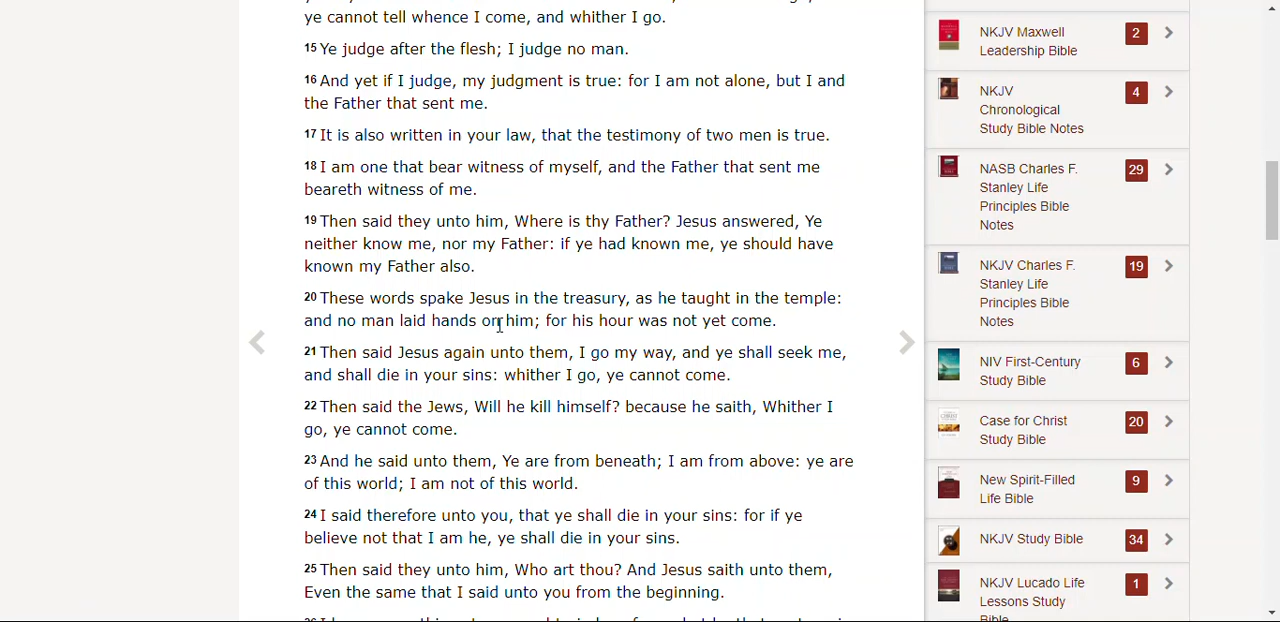 ye cannot tell whence I come, and whither I go.
15 Ye judge after the flesh; I judge no man.
16 And yet if I judge, my judgment is true: for I am not alone, but I and
the Father that sent me.
17 It is also written in your law, that the testimony of two men is true.
18 I am one that bear witness of myself, and the Father that sent me
beareth witness of me.
19 Then said they unto him, Where is thy Father? Jesus answered, Ye
neither know me, nor my Father: if ye had known me, ye should have
known my Father also.
20 These words spake Jesus in the treasury, as he taught in the temple:
and no man laid hands on him; for his hour was not yet come.
21 Then said Jesus again unto them, I go my way, and ye shall seek me,
and shall die in your sins: whither I go, ye cannot come.
22 Then said the Jews, Will he kill himself? because he saith, Whither I
go, ye cannot come.
23 And he said unto them, Ye are from beneath; I am from above: ye are
of this world; I am not of this world.
24 I said therefore unto you, that ye shall die in your sins: for if ye
believe not that I am he, ye shall die in your sins.
25 Then said they unto him, Who art thou? And Jesus saith unto them,
Even the same that I said unto you from the beginning.
NKJV Maxwell
Leadership Bible
2
NKJV
Chronological
Study Bible Notes
4
NASB Charles F.
Stanley Life
Principles Bible
Notes
29
NKJV Charles F.
Stanley Life
Principles Bible
Notes
19
NIV First-Century
Study Bible
6
Case for Christ
Study Bible
20
New Spirit-Filled
Life Bible
9
NKJV Study Bible
34
NKJV Lucado Life
Lessons Study
Bible
1